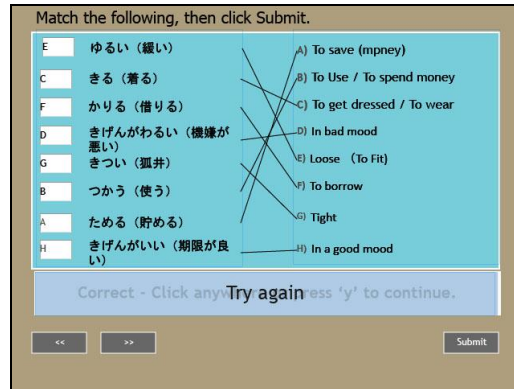 Match the following, then click Submit.
E ゆるい（緩い） A) To save (mpney)
C きる（着る） B) To Use / To spend money
F かりる（借りる） C) To get dressed / To wear
D きげんがわるい（機嫌が悪い） D) In bad mood
G きつい（狐井） E) Loose （To Fit)
B つかう（使う） F) To borrow
A ためる（貯める） G) Tight
H きげんがいい（期限が良い） H) In a good mood
Try again
Correct - Click anyw press ‘y’ to continue.
<< >> Submit